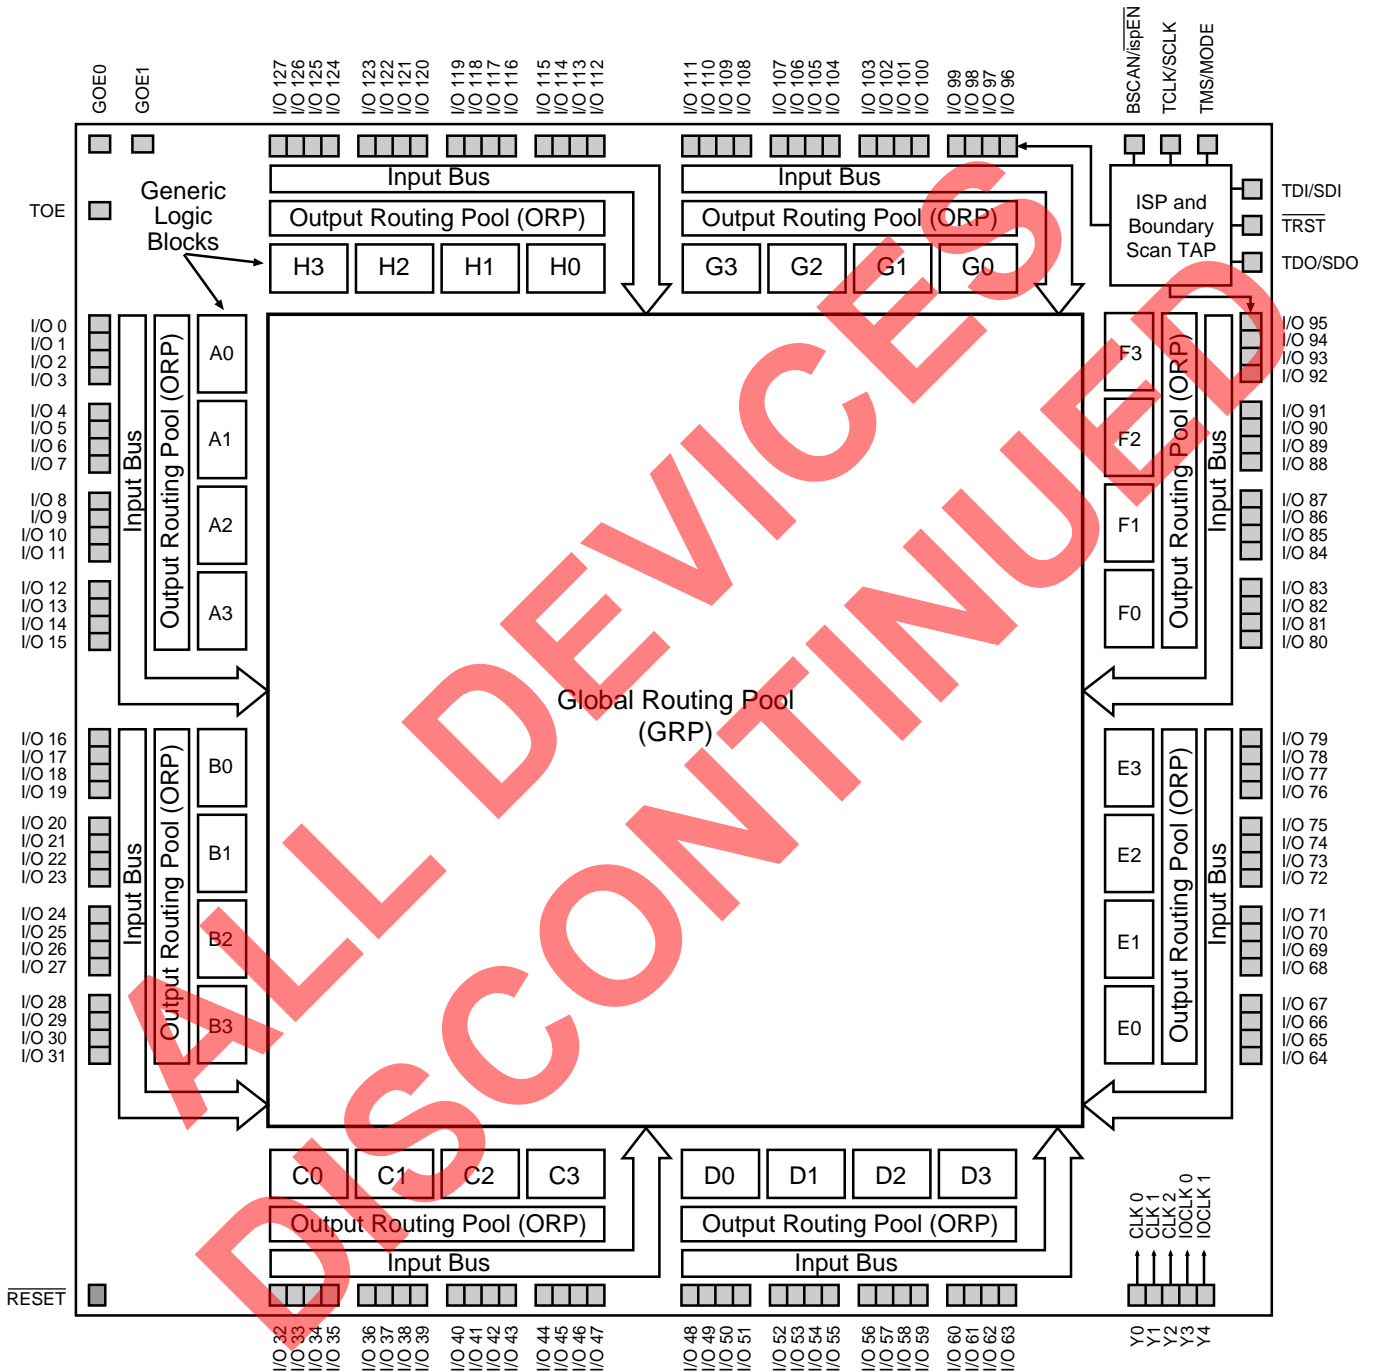 GOE0
GOE1
I/O 127
I/O 126
I/O 125
I/O 124
I/O 123
I/O 122
I/O 121
I/O 120
I/O 119
I/O 118
I/O 117
I/O 116
I/O 115
I/O 114
I/O 113
I/O 112
I/O 111
I/O 110
I/O 109
I/O 108
I/O 107
I/O 106
I/O 105
I/O 104
I/O 103
I/O 102
I/O 101
I/O 100
I/O 99
I/O 98
I/O 97
I/O 96
BSCAN/ispEN
TCLK/SCLK
TMS/MODE
TOE
Generic
Logic
Blocks
Input Bus
Output Routing Pool (ORP)
H3
H2
H1
H0
Input Bus
Output Routing Pool (ORP)
G3
G2
G1
G0
ISP and
Boundary
Scan TAP
TDI/SDI
TRST
TDO/SDO
I/O 0
I/O 1
I/O 2
I/O 3
I/O 4
I/O 5
I/O 6
I/O 7
I/O 8
I/O 9
I/O 10
I/O 11
I/O 12
I/O 13
I/O 14
I/O 15
Input Bus
Output Routing Pool (ORP)
A0
A1
A2
A3
I/O 16
I/O 17
I/O 18
I/O 19
I/O 20
I/O 21
I/O 22
I/O 23
I/O 24
I/O 25
I/O 26
I/O 27
I/O 28
I/O 29
I/O 30
I/O 31
Input Bus
Output Routing Pool (ORP)
B0
B1
B2
B3
Global Routing Pool
(GRP)
F3
F2
F1
F0
Output Routing Pool (ORP)
Input Bus
I/O 95
I/O 94
I/O 93
I/O 92
I/O 91
I/O 90
I/O 89
I/O 88
I/O 87
I/O 86
I/O 85
I/O 84
I/O 83
I/O 82
I/O 81
I/O 80
E3
E2
E1
E0
Output Routing Pool (ORP)
Input Bus
I/O 79
I/O 78
I/O 77
I/O 76
I/O 75
I/O 74
I/O 73
I/O 72
I/O 71
I/O 70
I/O 69
I/O 68
I/O 67
I/O 66
I/O 65
I/O 64
C0
C1
C2
C3
Output Routing Pool (ORP)
Input Bus
D0
D1
D2
D3
Output Routing Pool (ORP)
Input Bus
CLK 0
CLK 1
CLK 2
IOCLK 0
IOCLK 1
RESET
I/O 32
I/O 33
I/O 34
I/O 35
I/O 36
I/O 37
I/O 38
I/O 39
I/O 40
I/O 41
I/O 42
I/O 43
I/O 44
I/O 45
I/O 46
I/O 47
I/O 48
I/O 49
I/O 50
I/O 51
I/O 52
I/O 53
I/O 54
I/O 55
I/O 56
I/O 57
I/O 58
I/O 59
I/O 60
I/O 61
I/O 62
I/O 63
Y0
Y1
Y2
Y3
Y4
ALL DEVICES
DISCONTINUED